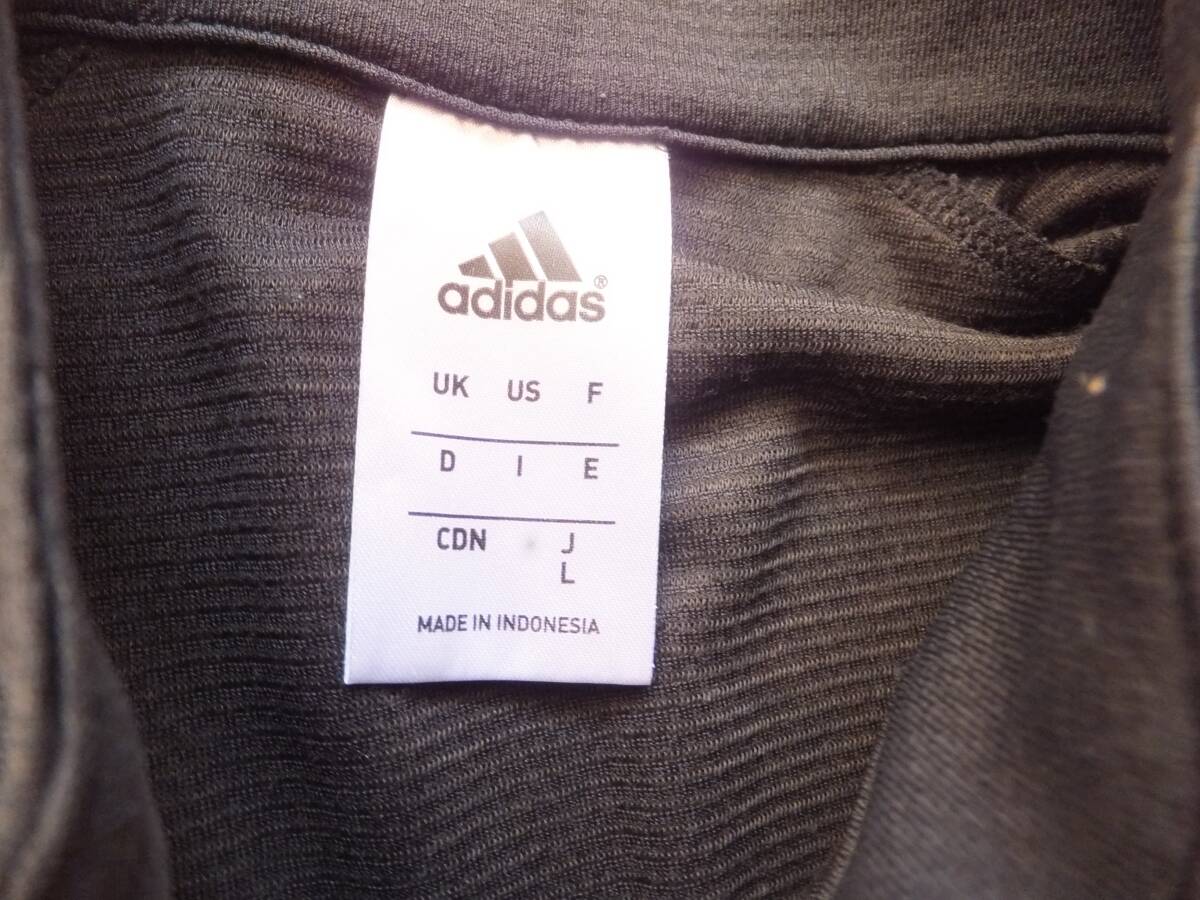 adidas®
UK US F
D I E
CDN J
L
MADE IN INDONESIA